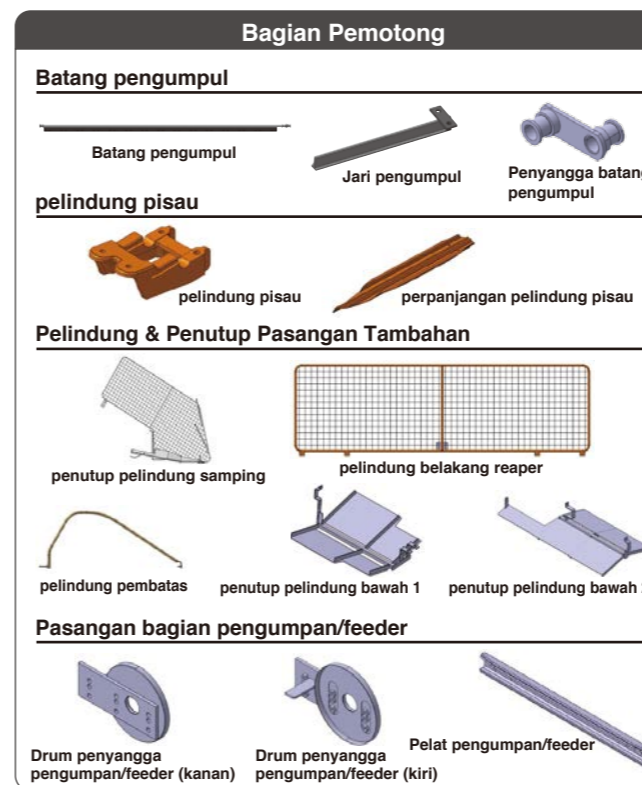 Bagian Pemotong
Batang pengumpul
Batang pengumpul
Jari pengumpul
Penyangga batang
pengumpul
pelindung pisau
pelindung pisau
perpanjangan pelindung pisau
Pelindung & Penutup Pasangan Tambahan
penutup pelindung samping
pelindung belakang reaper
pelindung pembatas
penutup pelindung bawah 1
penutup pelindung bawah
Pasangan bagian pengumpan/feeder
Drum penyangga
pengumpan/feeder (kanan)
Drum penyangga
pengumpan/feeder (kiri)
Pelat pengumpan/feeder